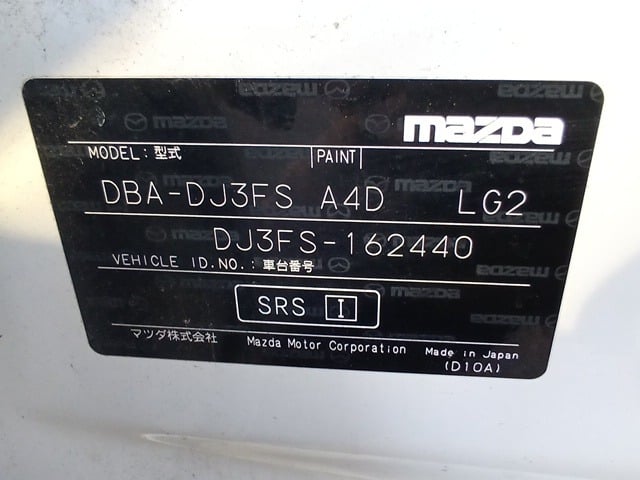 mazda
MODEL：型式 PAINT
DBA-DJ3FS A4D LG2
DJ3FS-162440
VEHICLE ID.NO.：車台番号
SRS I
マツダ株式会社 Mazda Motor Corporation Made in Japan
(D10A)